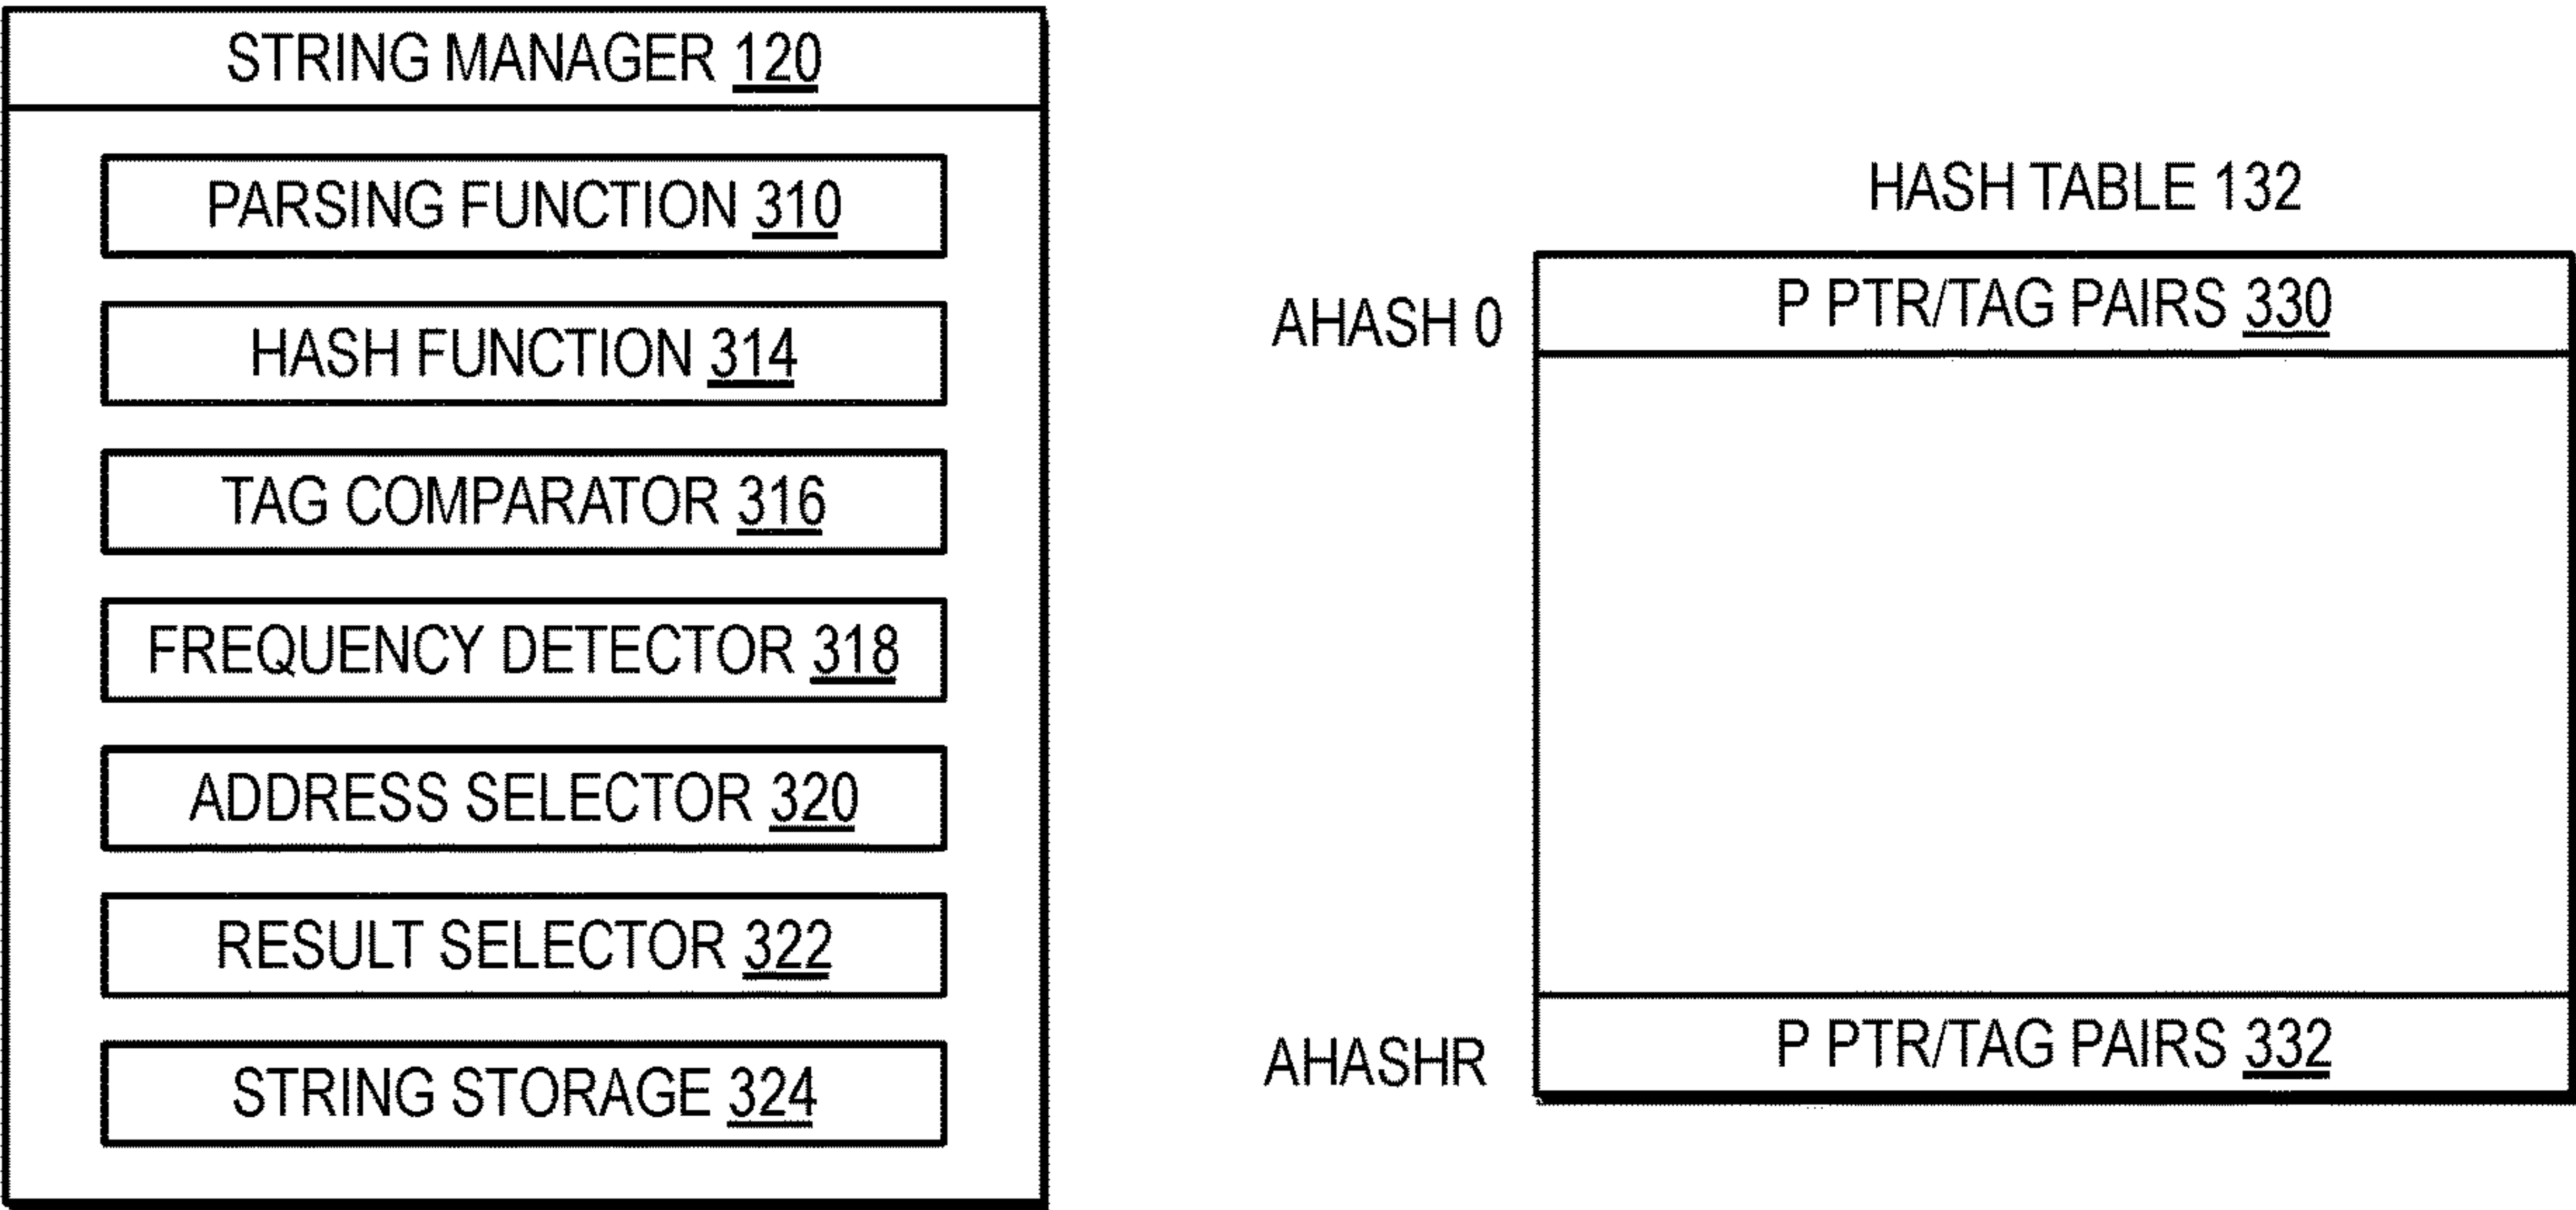 STRING MANAGER 120
PARSING FUNCTION 310
HASH FUNCTION 314
TAG COMPARATOR 316
FREQUENCY DETECTOR 318
ADDRESS SELECTOR 320
RESULT SELECTOR 322
STRING STORAGE 324
HASH TABLE 132
AHASH 0
P PTR/TAG PAIRS 330
AHASHR
P PTR/TAG PAIRS 332